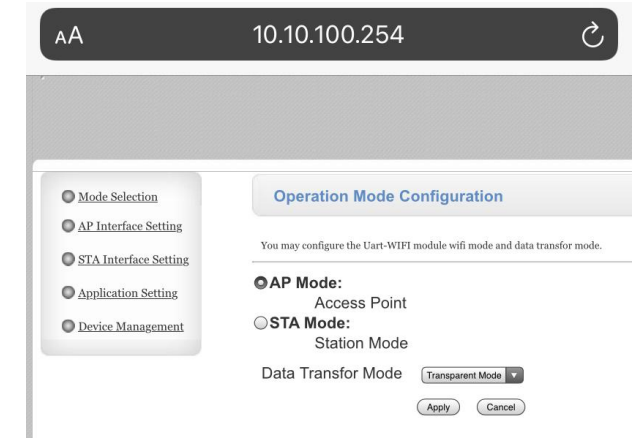 AA
10.10.100.254
Mode Selection
AP Interface Setting
STA Interface Setting
Application Setting
Device Management
Operation Mode Configuration
You may configure the Uart-WIFI module wifi mode and data transfor mode.
AP Mode:
Access Point
STA Mode:
Station Mode
Data Transfor Mode Transparent Mode
Apply Cancel